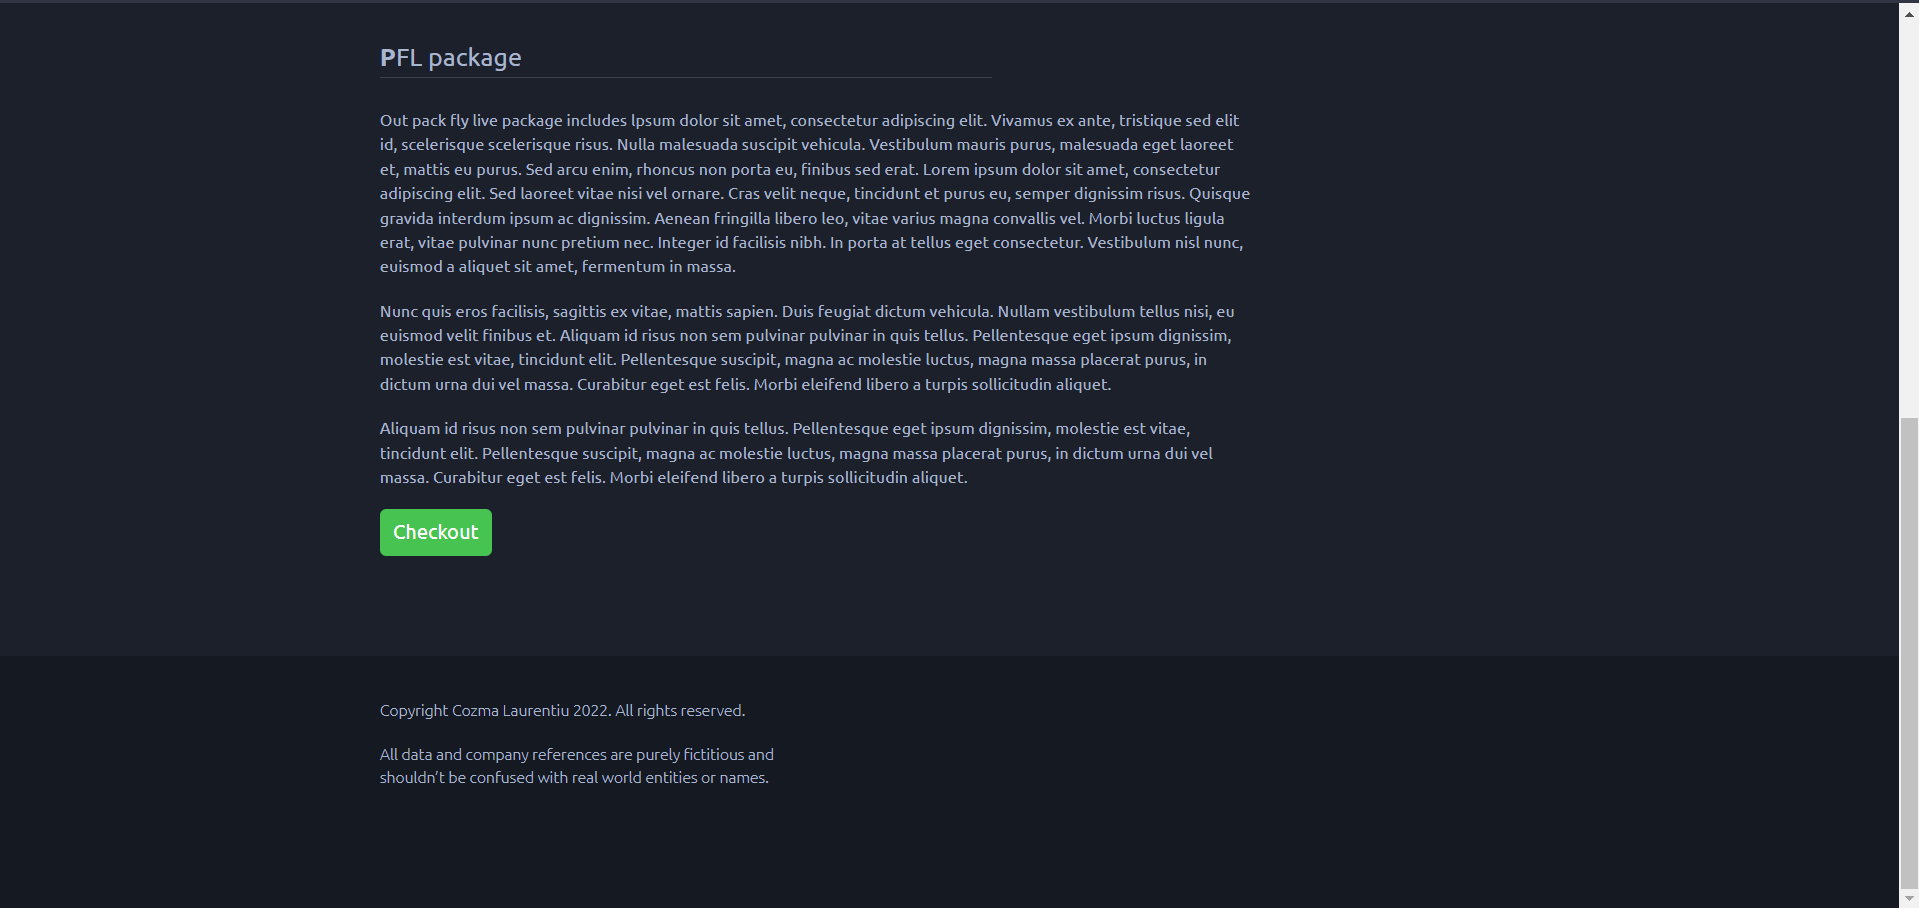 PFL package
Out pack fly live package includes lpsum dolor sit amet, consectetur adipiscing elit. Vivamus ex ante, tristique sed elit
id, scelerisque scelerisque risus. Nulla malesuada suscipit vehicula. Vestibulum mauris purus, malesuada eget laoreet
et, mattis eu purus. Sed arcu enim, rhoncus non porta eu, finibus sed erat. Lorem ipsum dolor sit amet, consectetur
adipiscing elit. Sed laoreet vitae nisi vel ornare. Cras velit neque, tincidunt et purus eu, semper dignissim risus. Quisque
gravida interdum ipsum ac dignissim. Aenean fringilla libero leo, vitae varius magna convallis vel. Morbi luctus ligula
erat, vitae pulvinar nunc pretium nec. Integer id facilisis nibh. In porta at tellus eget consectetur. Vestibulum nisl nunc,
euismod a aliquet sit amet, fermentum in massa.
Nunc quis eros facilisis, sagittis ex vitae, mattis sapien. Duis feugiat dictum vehicula. Nullam vestibulum tellus nisi, eu
euismod velit finibus et. Aliquam id risus non sem pulvinar pulvinar in quis tellus. Pellentesque eget ipsum dignissim,
molestie est vitae, tincidunt elit. Pellentesque suscipit, magna ac molestie luctus, magna massa placerat purus, in
dictum urna dui vel massa. Curabitur eget est felis. Morbi eleifend libero a turpis sollicitudin aliquet.
Aliquam id risus non sem pulvinar pulvinar in quis tellus. Pellentesque eget ipsum dignissim, molestie est vitae,
tincidunt elit. Pellentesque suscipit, magna ac molestie luctus, magna massa placerat purus, in dictum urna dui vel
massa. Curabitur eget est felis. Morbi eleifend libero a turpis sollicitudin aliquet.
Checkout
Copyright Cozma Laurentiu 2022. All rights reserved.
All data and company references are purely fictitious and
shouldn’t be confused with real world entities or names.